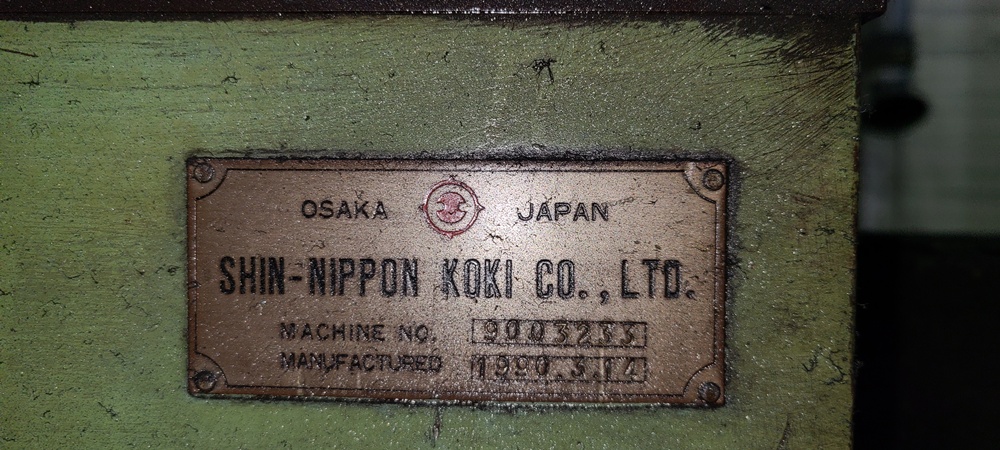 OSAKA JAPAN
SHIN-NIPPON KOKI CO., LTD.
MACHINE NO. 9003233
MANUFACTURED 1990.3.14